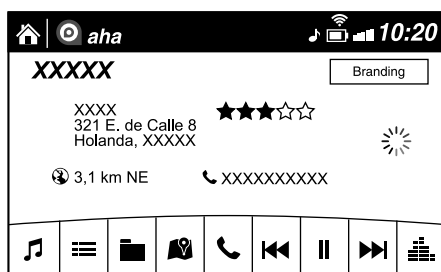 aha
10:20
XXXXX
Branding
XXXX
321 E. de Calle 8
Holanda, XXXXX
3,1 km NE
XXXXXXXXXX